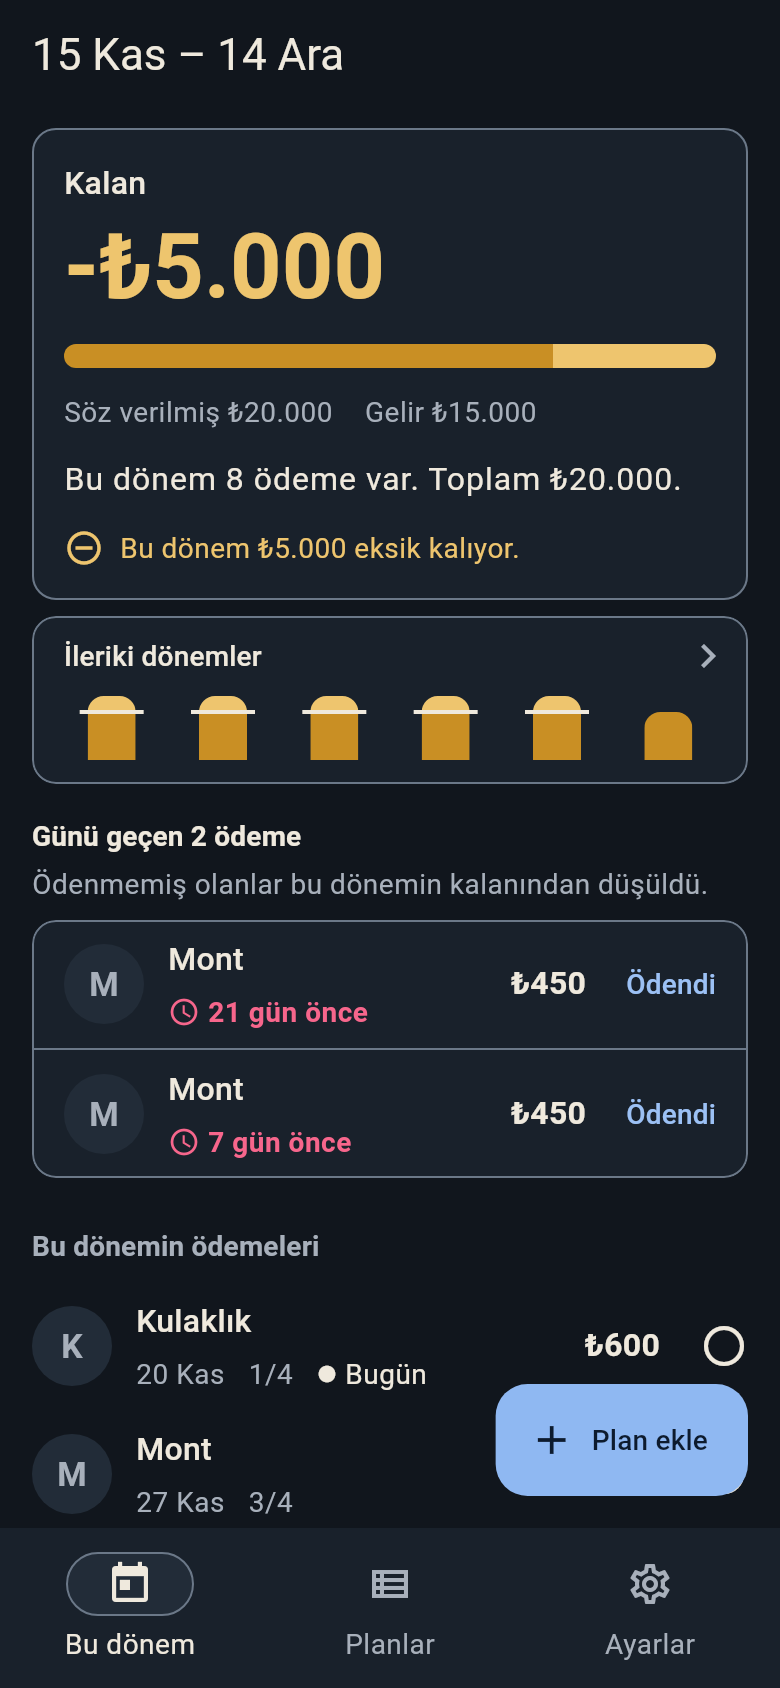 15 Kas – 14 Ara
Kalan
-₺5.000
Söz verilmiş ₺20.000 Gelir ₺15.000
Bu dönem 8 ödeme var. Toplam ₺20.000.
Bu dönem ₺5.000 eksik kalıyor.
İleriki dönemler
Günü geçen 2 ödeme
Ödenmemiş olanlar bu dönemin kalanından düşüldü.
M Mont ₺450 Ödendi
21 gün önce
M Mont ₺450 Ödendi
7 gün önce
Bu dönemin ödemeleri
K Kulaklık ₺600
20 Kas 1/4 Bugün
M Mont
27 Kas 3/4
Plan ekle
Bu dönem Planlar Ayarlar